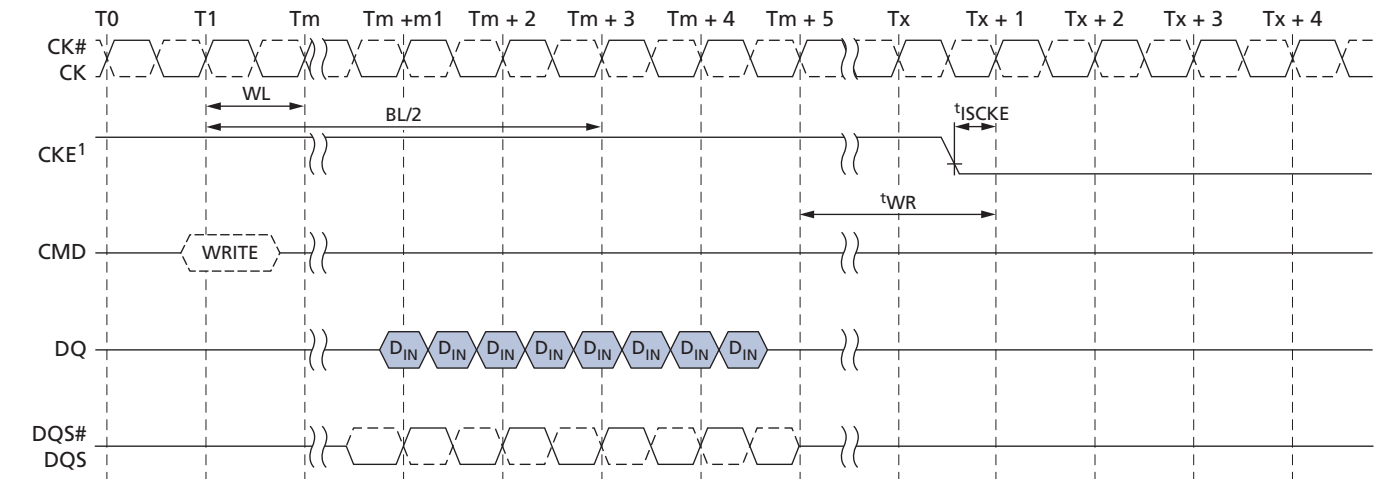 T0 T1 Tm Tm +m1 Tm + 2 Tm + 3 Tm + 4 Tm + 5 Tx Tx + 1 Tx + 2 Tx + 3 Tx + 4
CK#
CK
WL
BL/2
tISCKE
CKE1
tWR
CMD WRITE
DQ DIN DIN DIN DIN DIN DIN DIN DIN
DQS#
DQS